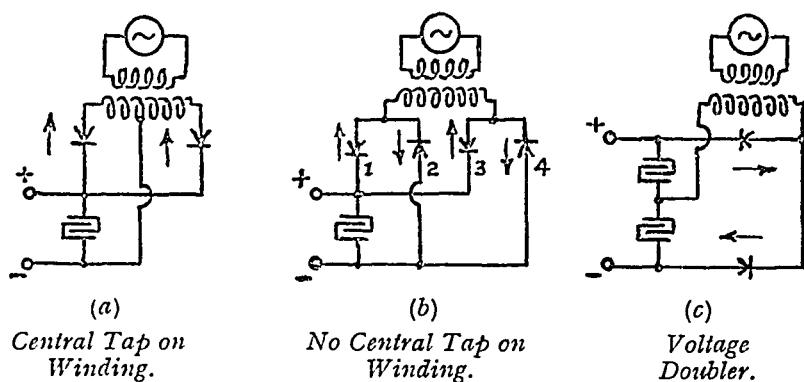 +
−
(a)
Central Tap on
Winding.
1
2
3
4
+
−
(b)
No Central Tap on
Winding.
+
−
(c)
Voltage
Doubler.